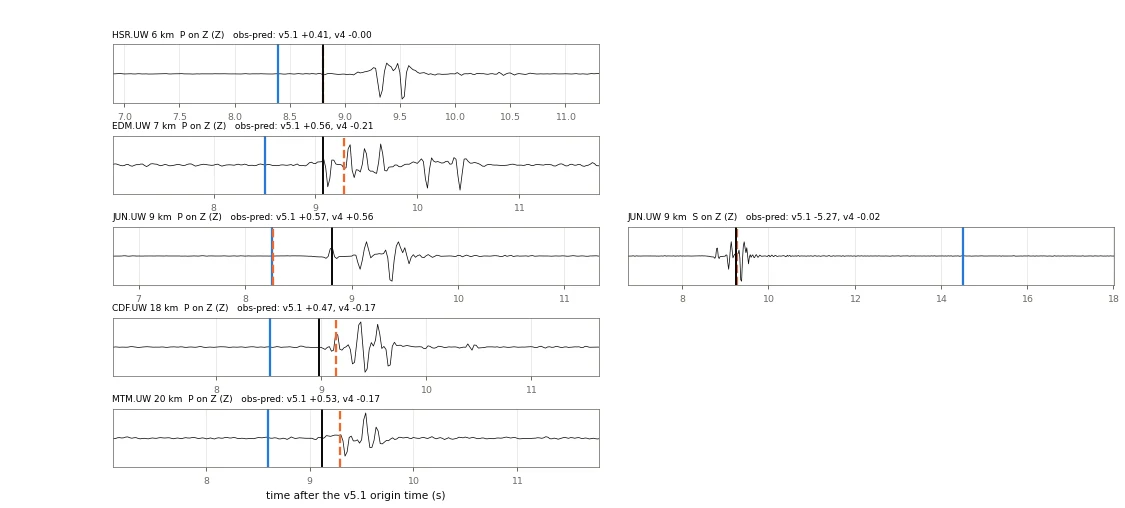 HSR.UW 6 km  P on Z (Z)   obs-pred: v5.1 +0.41, v4 -0.00
7.0 7.5 8.0 8.5 9.0 9.5 10.0 10.5 11.0
EDM.UW 7 km  P on Z (Z)   obs-pred: v5.1 +0.56, v4 -0.21
8 9 10 11
JUN.UW 9 km  P on Z (Z)   obs-pred: v5.1 +0.57, v4 +0.56
7 8 9 10 11
JUN.UW 9 km  S on Z (Z)   obs-pred: v5.1 -5.27, v4 -0.02
8 10 12 14 16 18
CDF.UW 18 km  P on Z (Z)   obs-pred: v5.1 +0.47, v4 -0.17
8 9 10 11
MTM.UW 20 km  P on Z (Z)   obs-pred: v5.1 +0.53, v4 -0.17
8 9 10 11
time after the v5.1 origin time (s)